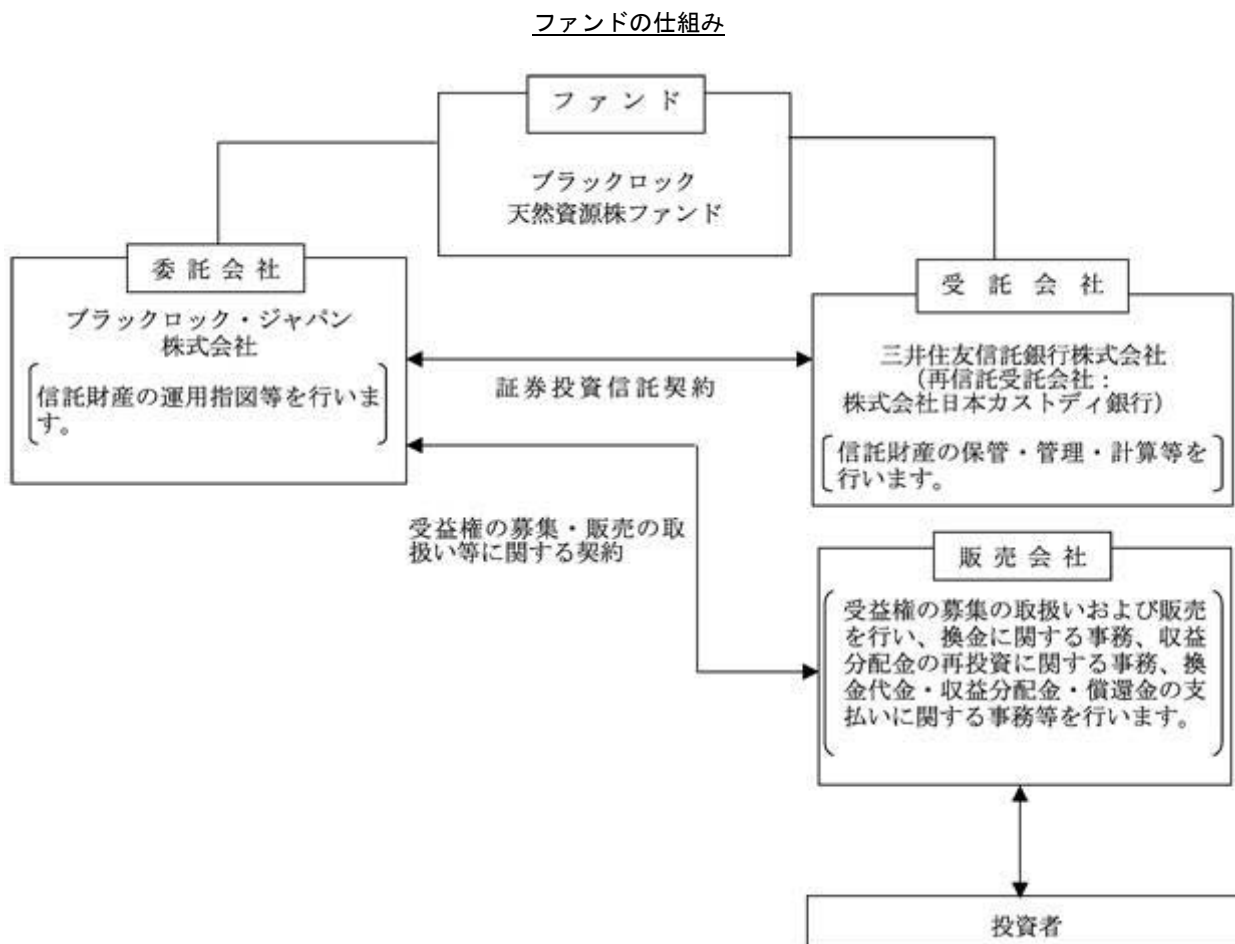 ファンドの仕組み
ファンド
ブラックロック
天然資源株ファンド
委託会社
ブラックロック・ジャパン
株式会社
信託財産の運用指図等を行いま
す。
証券投資信託契約
受託会社
三井住友信託銀行株式会社
(再信託受託会社:
株式会社日本カストディ銀行)
信託財産の保管・管理・計算等を
行います。
受益権の募集・販売の取
扱い等に関する契約
販売会社
受益権の募集の取扱いおよび販売
を行い、換金に関する事務、収益
分配金の再投資に関する事務、換
金代金・収益分配金・償還金の支
払いに関する事務等を行います。
投資者